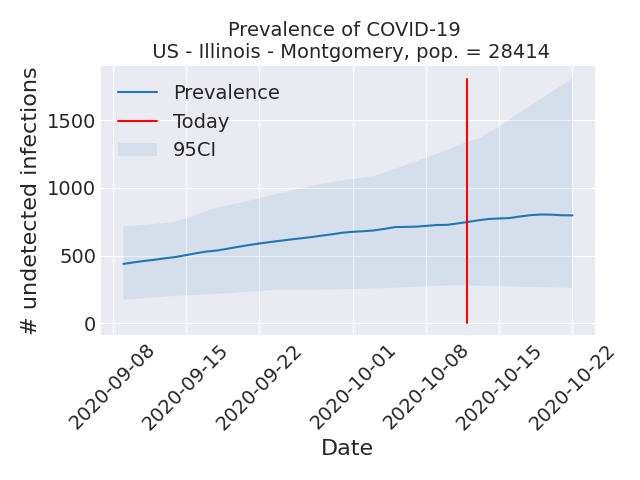 Prevalence of COVID-19
US - Illinois - Montgomery, pop. = 28414
# undetected infections
1500
1000
500
0
Prevalence
Today
95CI
2020-09-08
2020-09-15
2020-09-22
2020-10-01
2020-10-08
2020-10-15
2020-10-22
Date